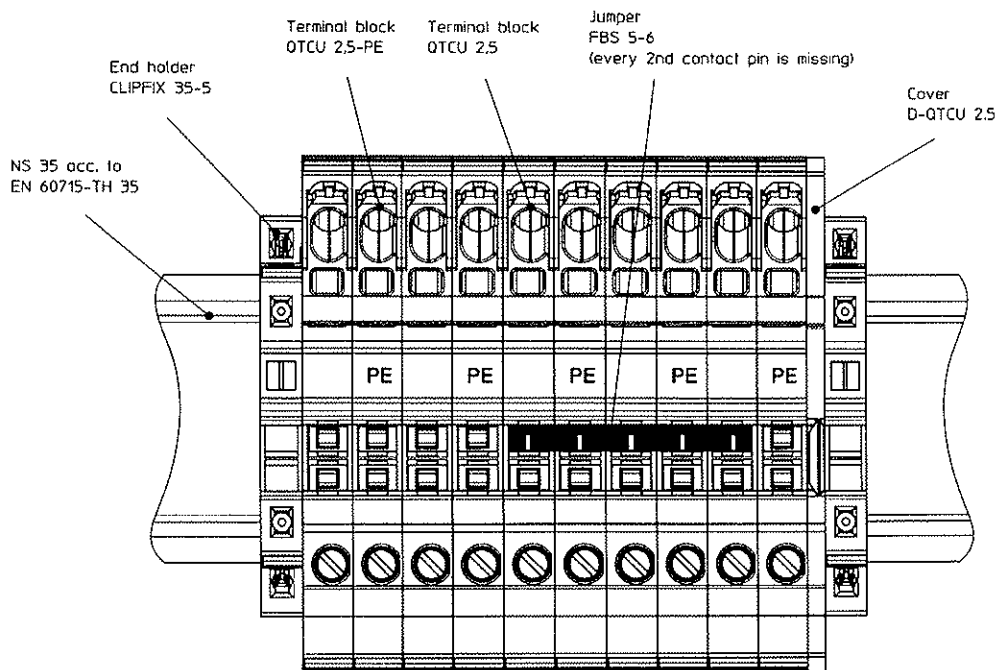 Terminal block
QTCU 2,5-PE
Terminal block
QTCU 2,5
Jumper
FBS 5-6
(every 2nd contact pin is missing)
End holder
CLIPFIX 35-5
Cover
D-QTCU 2.5
NS 35 acc. to
EN 60715-TH 35
PE PE PE PE PE